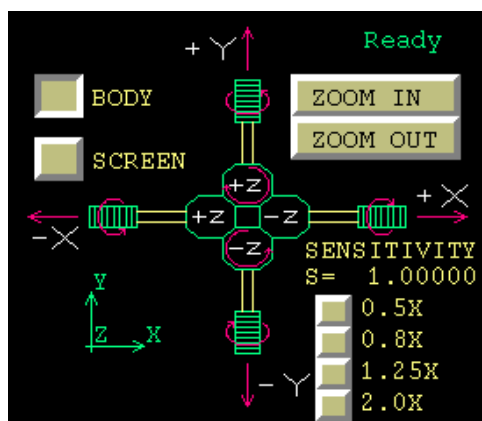 +Y
Ready
BODY
ZOOM IN
ZOOM OUT
SCREEN
+Z
+X
+Z
-Z
-X
-Z
SENSITIVITY
S= 1.00000
Y
0.5X
Z X
0.8X
1.25X
-Y
2.0X